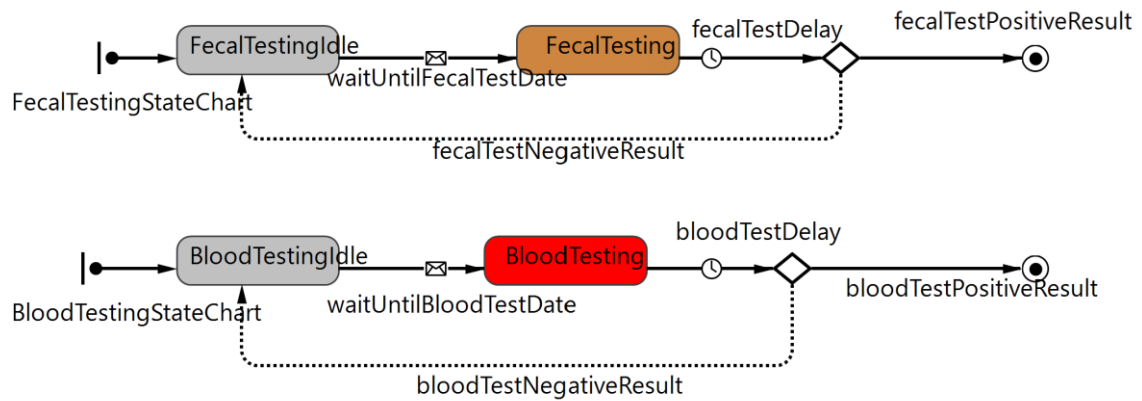 fecalTestPositiveResult
fecalTestDelay
FecalTestingIdle
FecalTesting
waitUntilFecalTestDate
FecalTestingStateChart
fecalTestNegativeResult
bloodTestDelay
BloodTestingIdle
BloodTesting
bloodTestPositiveResult
waitUntilBloodTestDate
BloodTestingStateChart
bloodTestNegativeResult